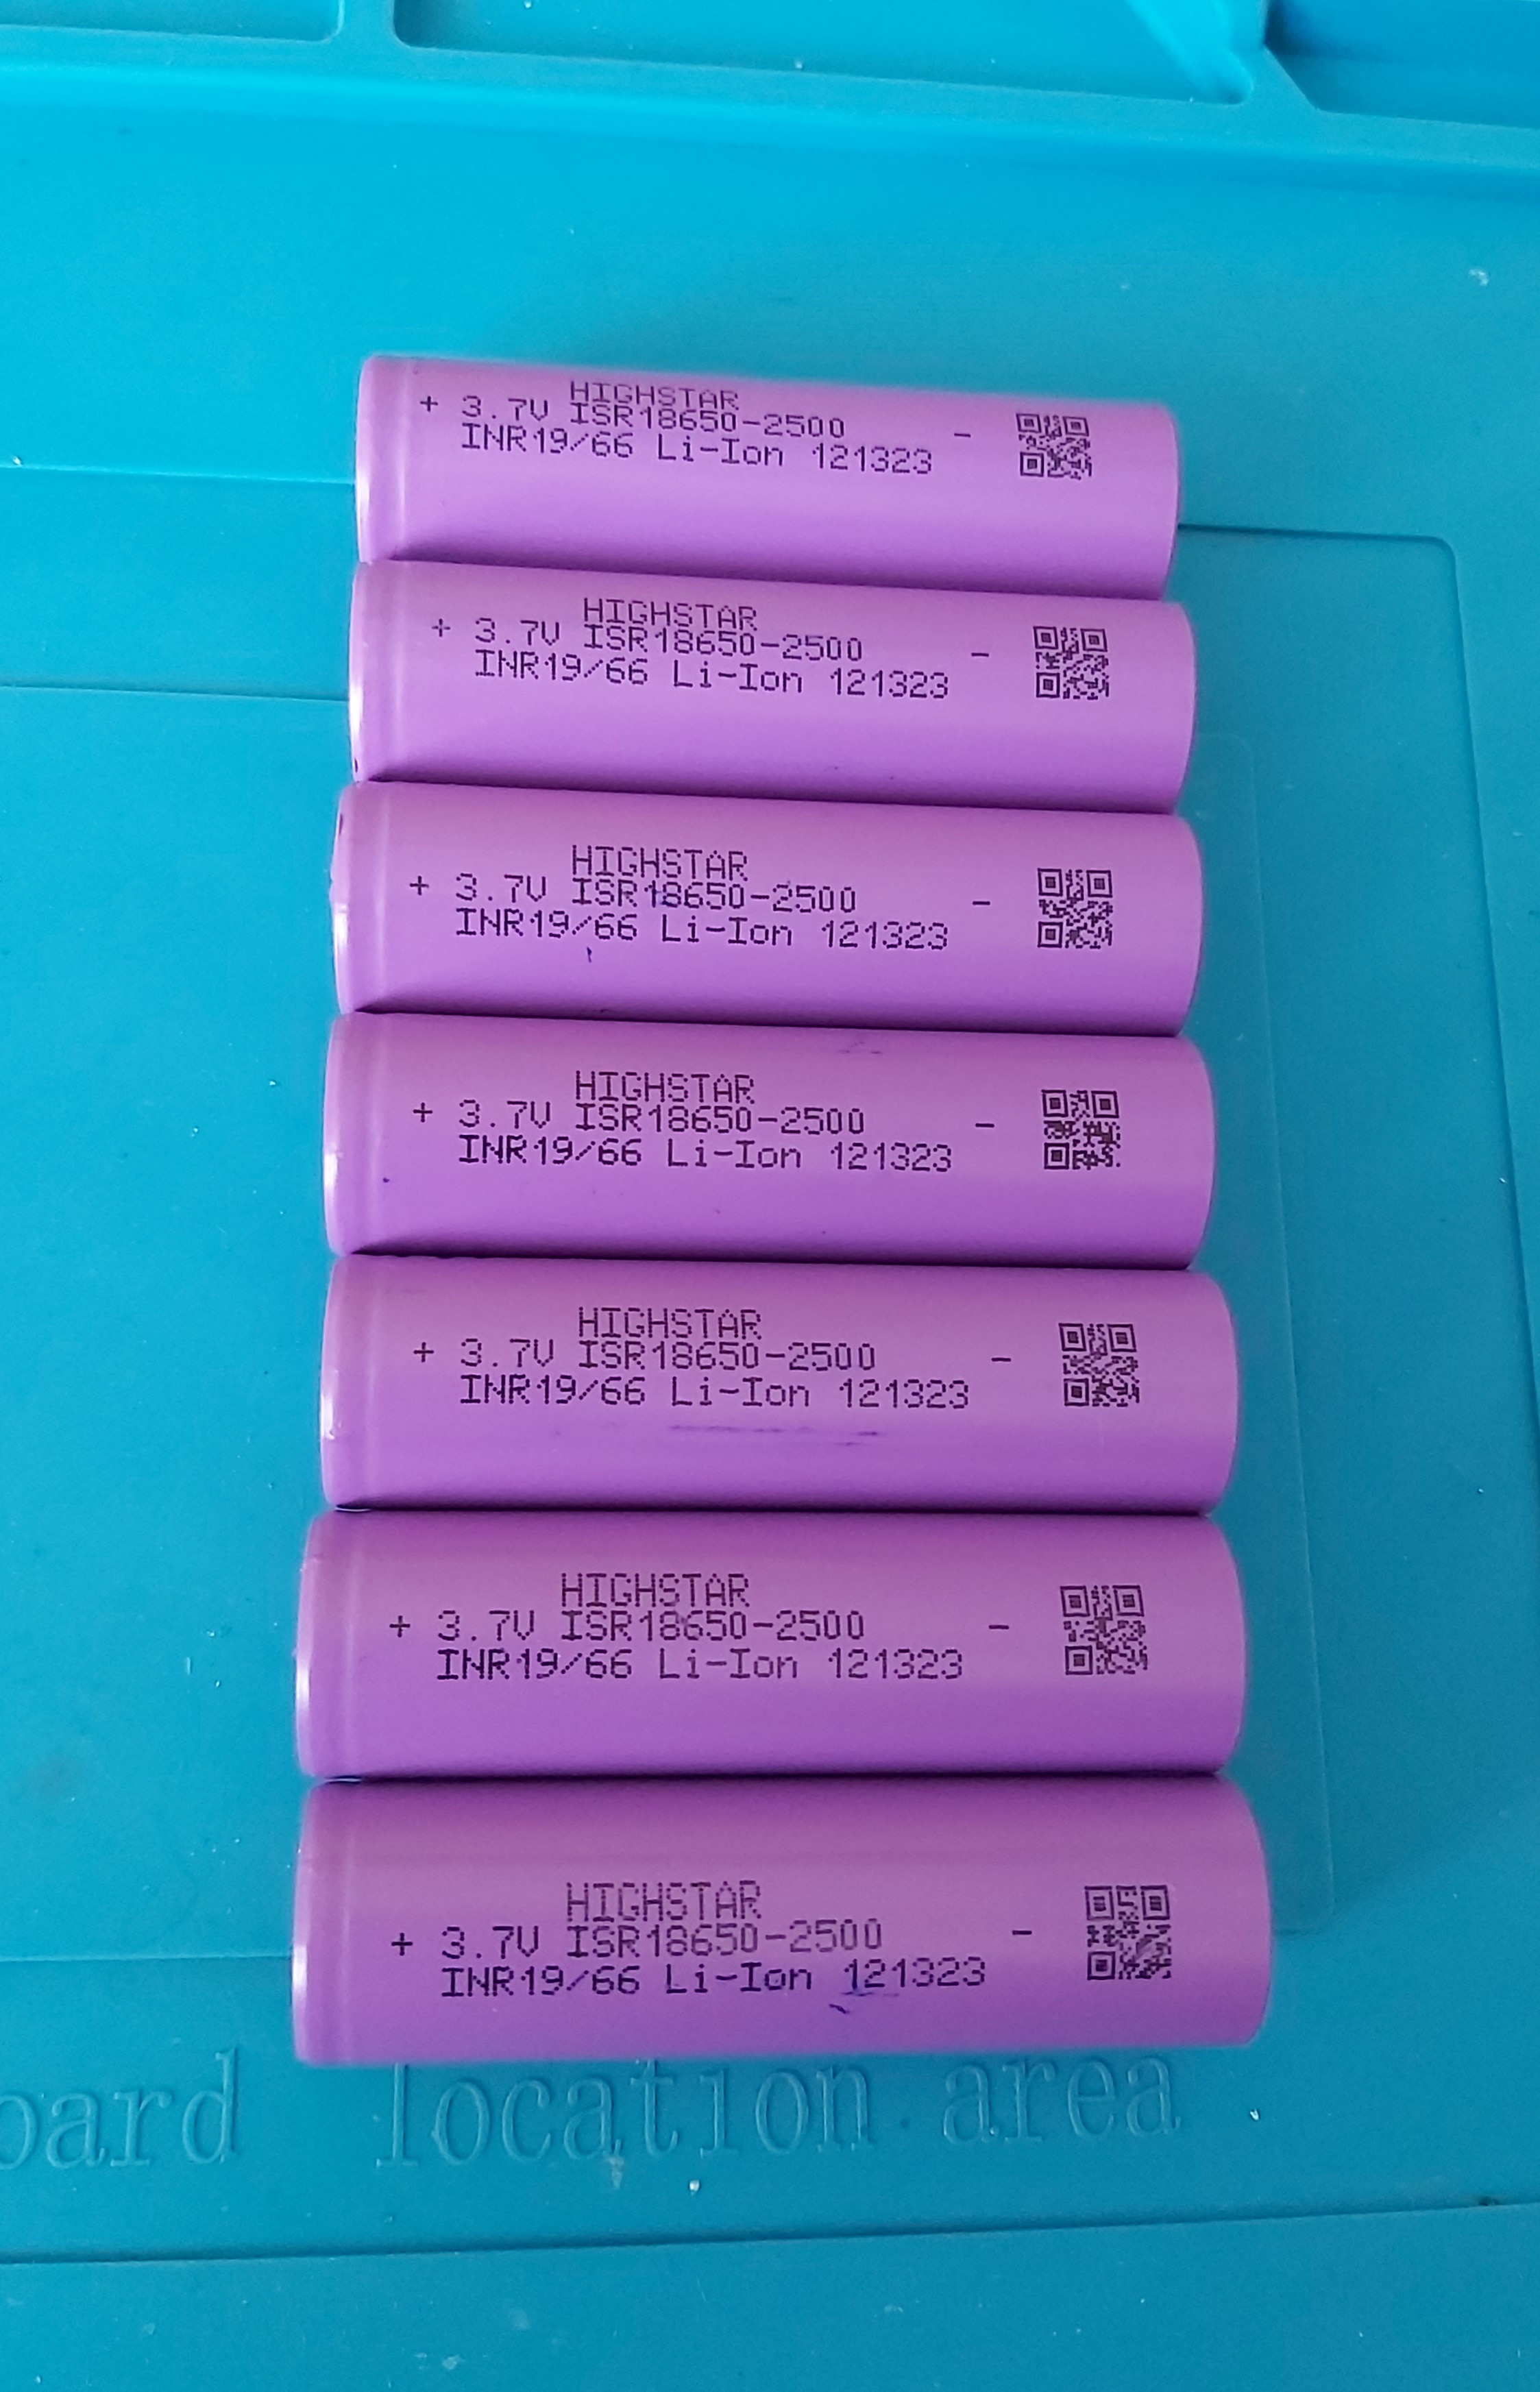 HIGHSTAR
+ 3.7V ISR18650-2500 -
INR19/66 Li-Ion 121323
HIGHSTAR
+ 3.7V ISR18650-2500 -
INR19/66 Li-Ion 121323
HIGHSTAR
+ 3.7V ISR18650-2500 -
INR19/66 Li-Ion 121323
HIGHSTAR
+ 3.7V ISR18650-2500 -
INR19/66 Li-Ion 121323
HIGHSTAR
+ 3.7V ISR18650-2500 -
INR19/66 Li-Ion 121323
HIGHSTAR
+ 3.7V ISR18650-2500 -
INR19/66 Li-Ion 121323
HIGHSTAR
+ 3.7V ISR18650-2500 -
INR19/66 Li-Ion 121323
oard location area